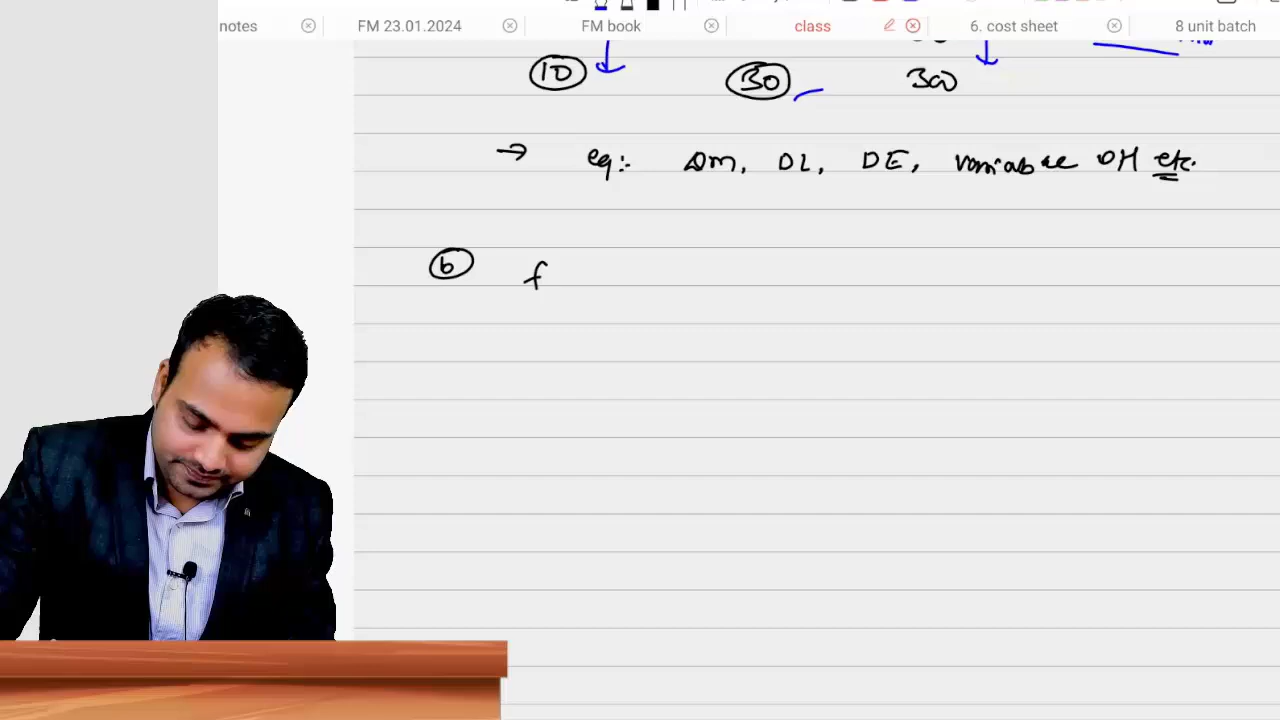 notes FM 23.01.2024 FM book class 6. cost sheet 8 unit batch
10 30 300
→ eg:- DM, DL, DE, variable OH etc.
b f